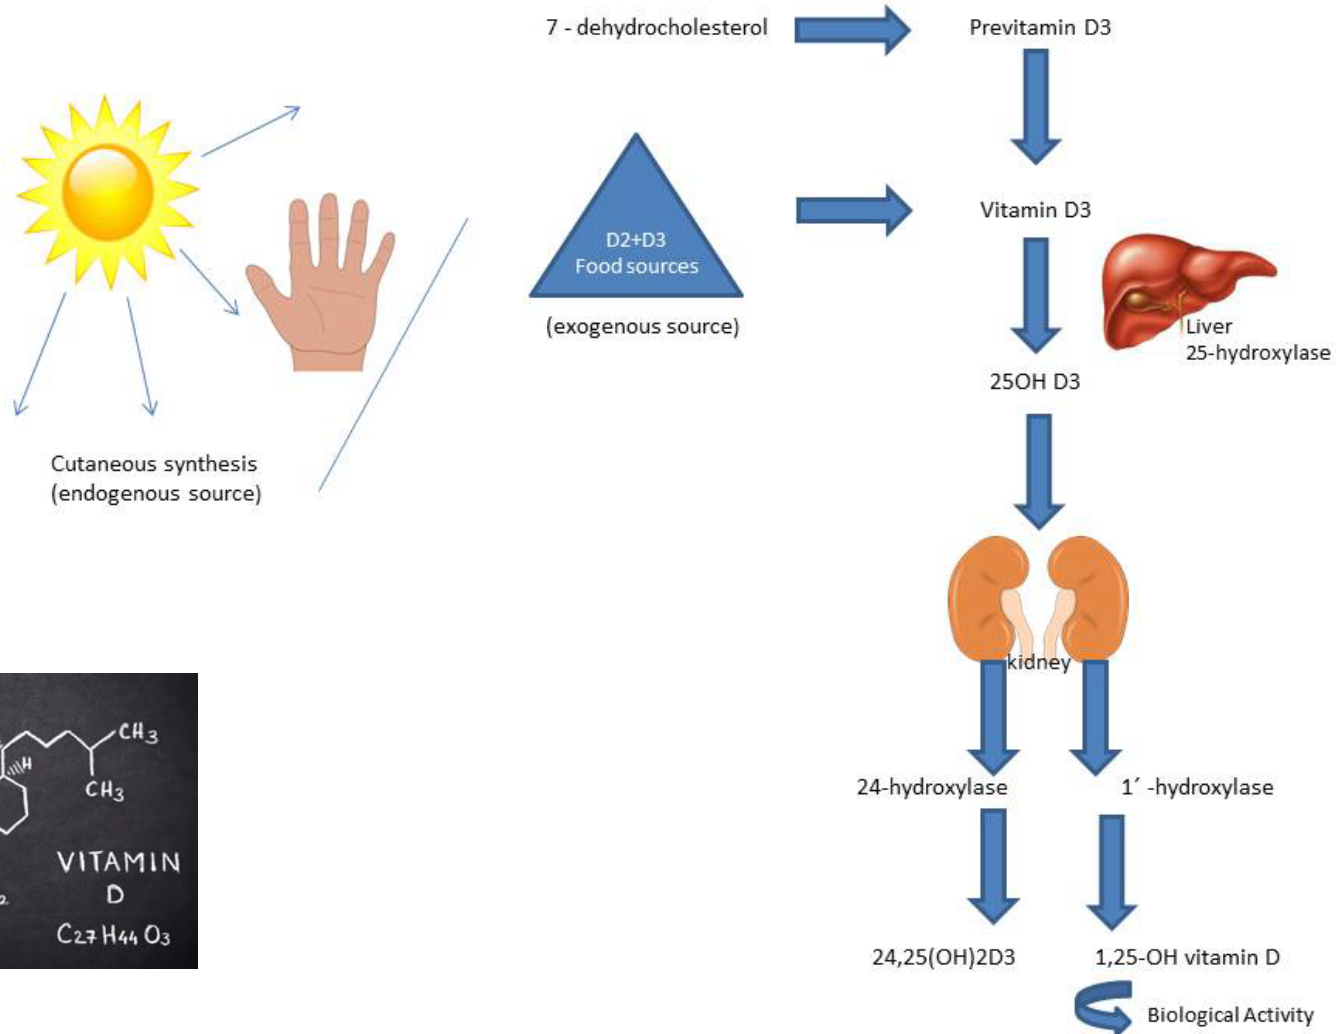 7 - dehydrocholesterol
Previtamin D3
D2+D3
Food sources
(exogenous source)
Vitamin D3
Liver
25-hydroxylase
25OH D3
Cutaneous synthesis
(endogenous source)
kidney
24-hydroxylase
1´ -hydroxylase
24,25(OH)2D3
1,25-OH vitamin D
Biological Activity
CH3
H
CH3
VITAMIN
D
C27H44O3